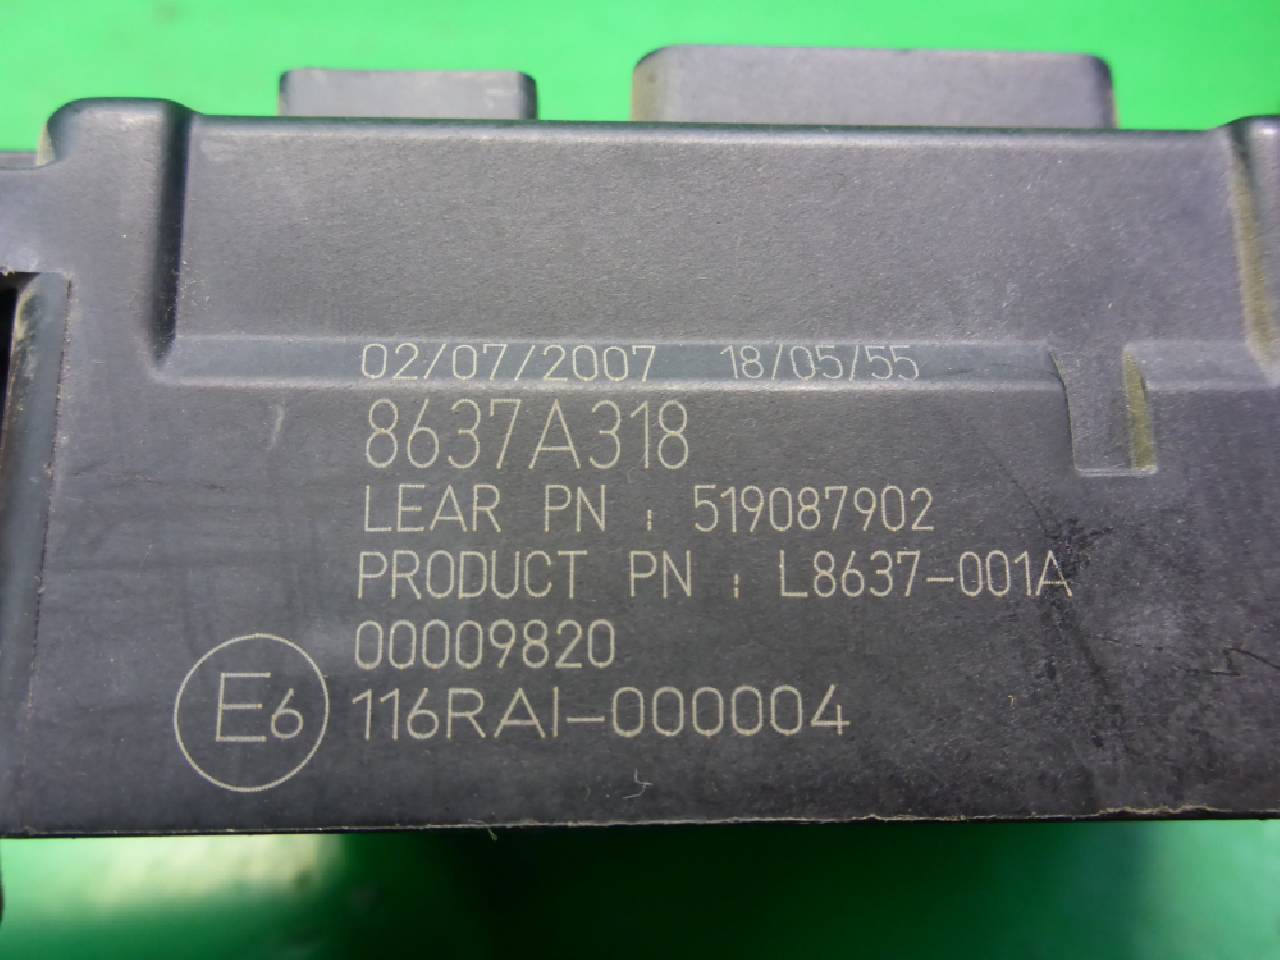 02/07/2007 18/05/55
8637A318
LEAR PN : 519087902
PRODUCT PN : L8637-001A
00009820
E6 116RAI-000004